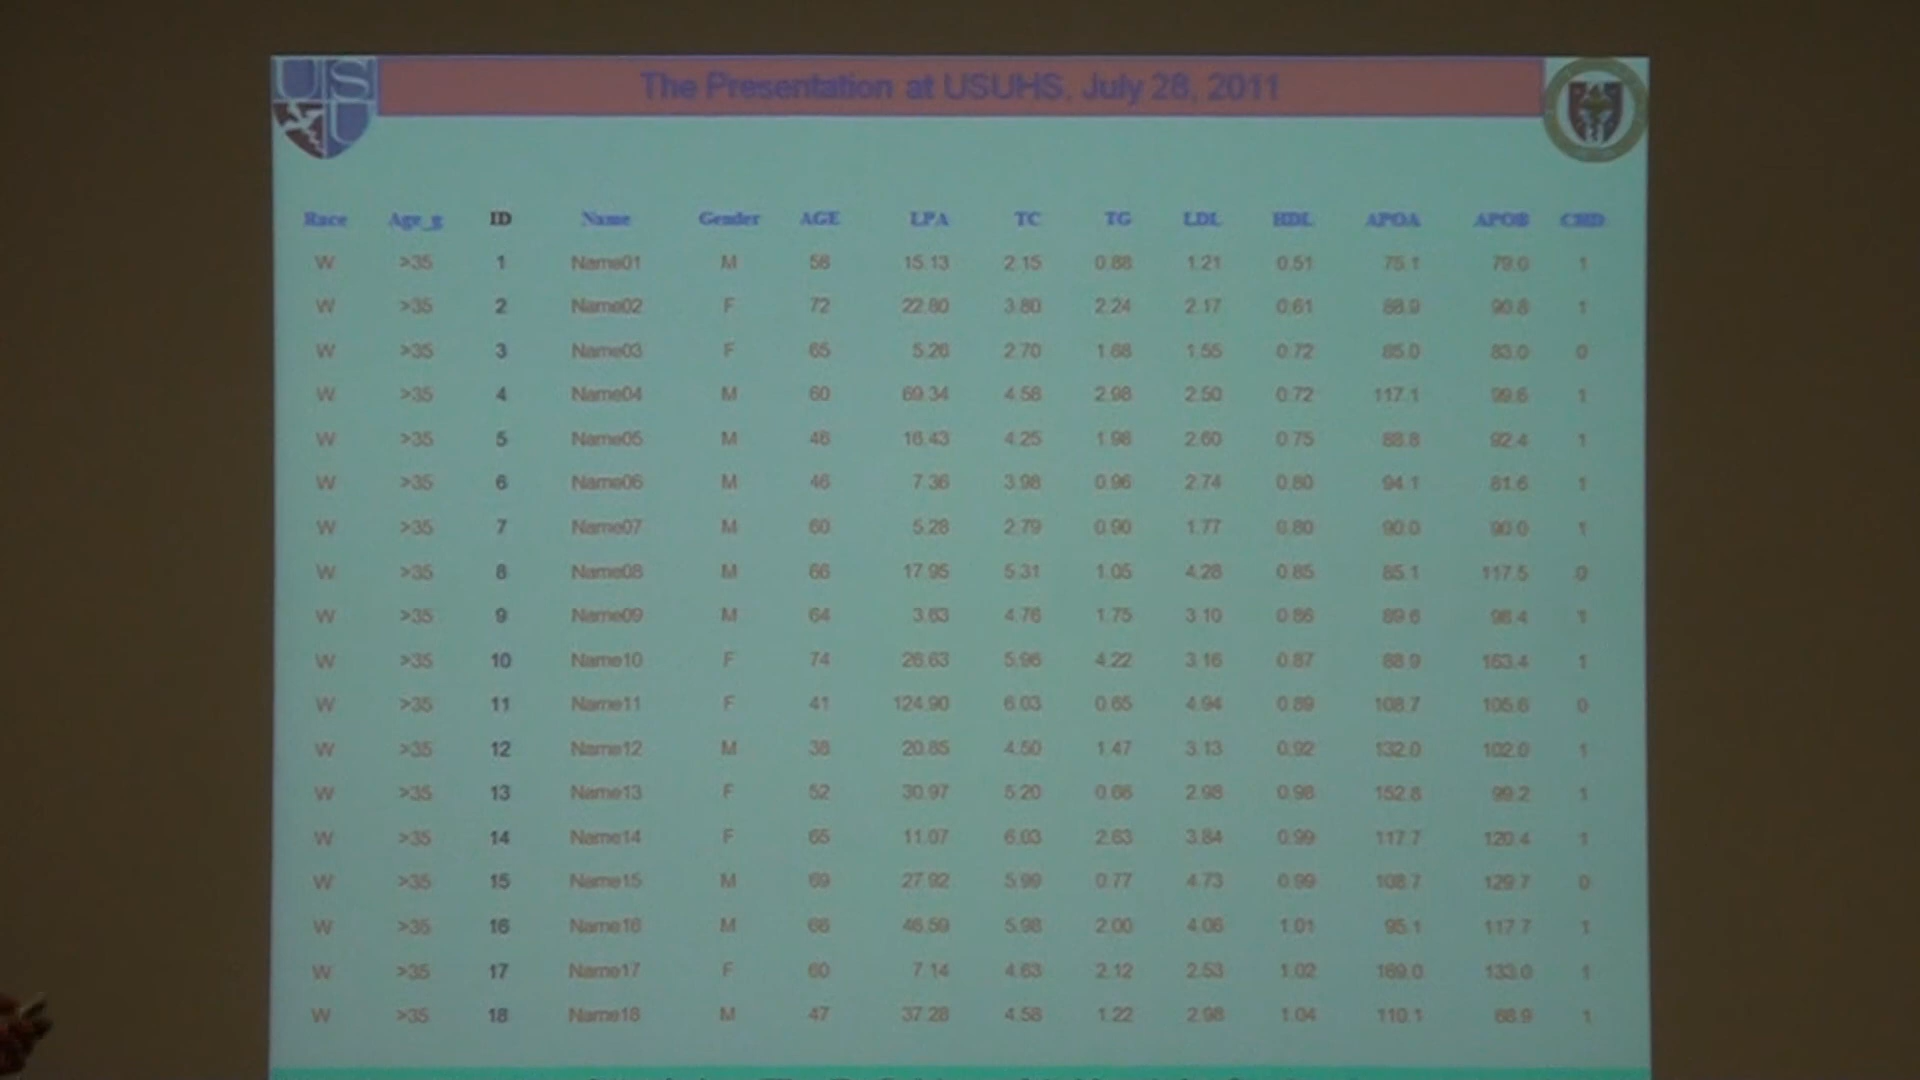 USU
The Presentation at USUHS, July 28, 2011
Race Age_g ID Name Gender AGE LPA TC TG LDL HDL APOA APOB CHD
W >35 1 Name01 M 58 15.13 2.15 0.88 1.21 0.51 75.1 79.0 1
W >35 2 Name02 F 72 22.80 3.80 2.24 2.17 0.61 88.9 90.8 1
W >35 3 Name03 F 65 5.26 2.70 1.68 1.55 0.72 85.0 83.0 0
W >35 4 Name04 M 60 69.34 4.58 2.98 2.50 0.72 117.1 99.6 1
W >35 5 Name05 M 46 16.43 4.25 1.98 2.60 0.75 88.8 92.4 1
W >35 6 Name06 M 46 7.36 3.98 0.96 2.74 0.80 94.1 81.6 1
W >35 7 Name07 M 60 5.28 2.79 0.90 1.77 0.80 90.0 90.0 1
W >35 8 Name08 M 66 17.95 5.31 1.05 4.28 0.85 85.1 117.5 0
W >35 9 Name09 M 64 3.63 4.76 1.75 3.10 0.86 89.6 98.4 1
W >35 10 Name10 F 74 26.63 5.96 4.22 3.16 0.87 88.9 163.4 1
W >35 11 Name11 F 41 124.90 6.03 0.65 4.94 0.89 108.7 105.6 0
W >35 12 Name12 M 38 20.85 4.50 1.47 3.13 0.92 132.0 102.0 1
W >35 13 Name13 F 52 30.97 5.20 0.66 2.98 0.98 152.8 99.2 1
W >35 14 Name14 F 65 11.07 6.03 2.63 3.84 0.99 117.7 120.4 1
W >35 15 Name15 M 69 27.92 5.99 0.77 4.73 0.99 108.7 129.7 0
W >35 16 Name16 M 66 46.59 5.98 2.00 4.06 1.01 95.1 117.7 1
W >35 17 Name17 F 60 7.14 4.63 2.12 2.53 1.02 169.0 133.0 1
W >35 18 Name18 M 47 37.28 4.58 1.22 2.98 1.04 110.1 68.9 1